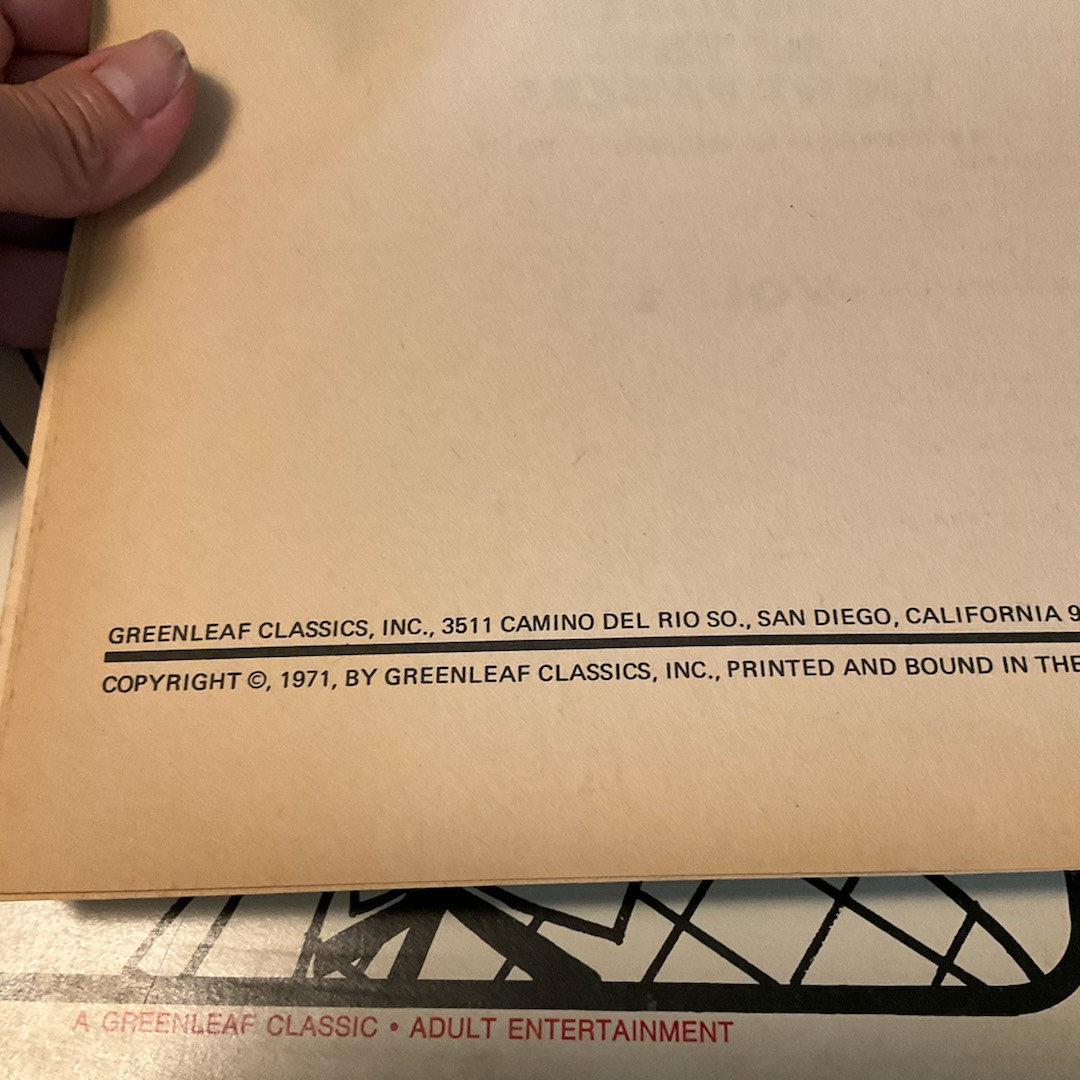 GREENLEAF CLASSICS, INC., 3511 CAMINO DEL RIO SO., SAN DIEGO, CALIFORNIA 9
COPYRIGHT ©, 1971, BY GREENLEAF CLASSICS, INC., PRINTED AND BOUND IN THE
A GREENLEAF CLASSIC • ADULT ENTERTAINMENT